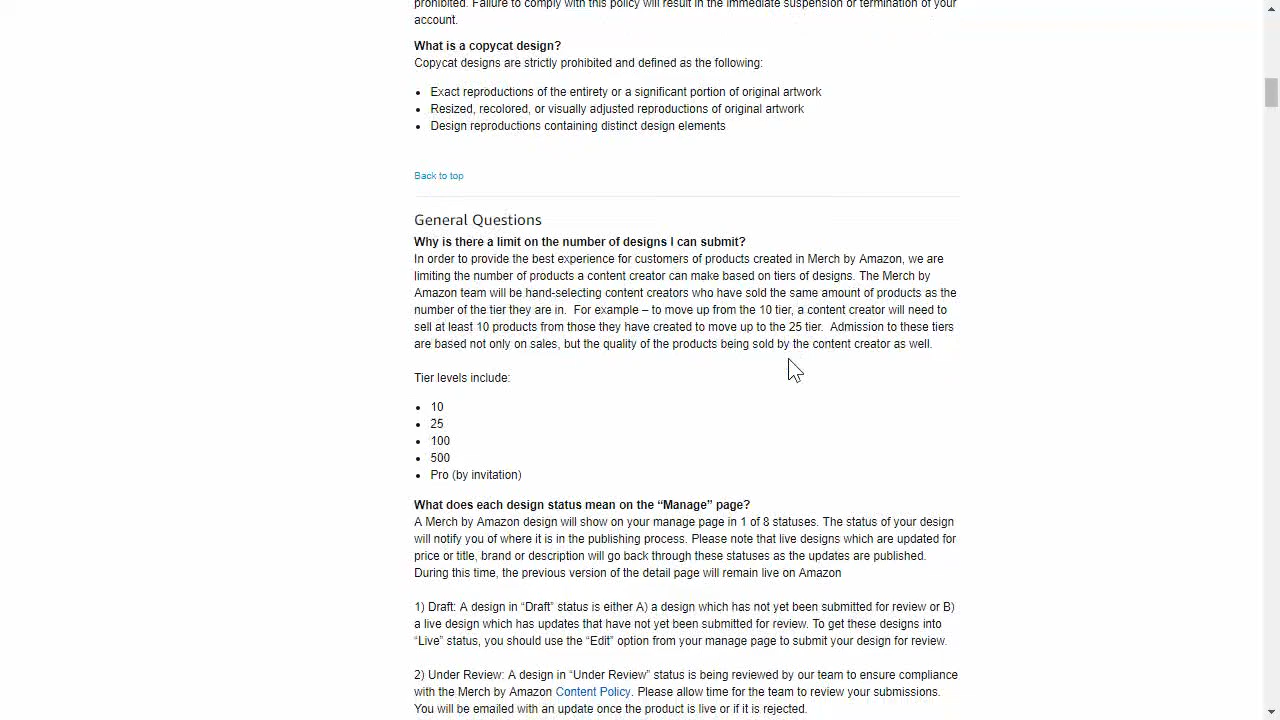 prohibited. Failure to comply with this policy will result in the immediate suspension or termination of your
account.
What is a copycat design?
Copycat designs are strictly prohibited and defined as the following:
• Exact reproductions of the entirety or a significant portion of original artwork
• Resized, recolored, or visually adjusted reproductions of original artwork
• Design reproductions containing distinct design elements
Back to top
General Questions
Why is there a limit on the number of designs I can submit?
In order to provide the best experience for customers of products created in Merch by Amazon, we are
limiting the number of products a content creator can make based on tiers of designs. The Merch by
Amazon team will be hand-selecting content creators who have sold the same amount of products as the
number of the tier they are in.  For example – to move up from the 10 tier, a content creator will need to
sell at least 10 products from those they have created to move up to the 25 tier.  Admission to these tiers
are based not only on sales, but the quality of the products being sold by the content creator as well.
Tier levels include:
• 10
• 25
• 100
• 500
• Pro (by invitation)
What does each design status mean on the “Manage” page?
A Merch by Amazon design will show on your manage page in 1 of 8 statuses. The status of your design
will notify you of where it is in the publishing process. Please note that live designs which are updated for
price or title, brand or description will go back through these statuses as the updates are published.
During this time, the previous version of the detail page will remain live on Amazon
1) Draft: A design in “Draft” status is either A) a design which has not yet been submitted for review or B)
a live design which has updates that have not yet been submitted for review. To get these designs into
“Live” status, you should use the “Edit” option from your manage page to submit your design for review.
2) Under Review: A design in “Under Review” status is being reviewed by our team to ensure compliance
with the Merch by Amazon Content Policy. Please allow time for the team to review your submissions.
You will be emailed with an update once the product is live or if it is rejected.